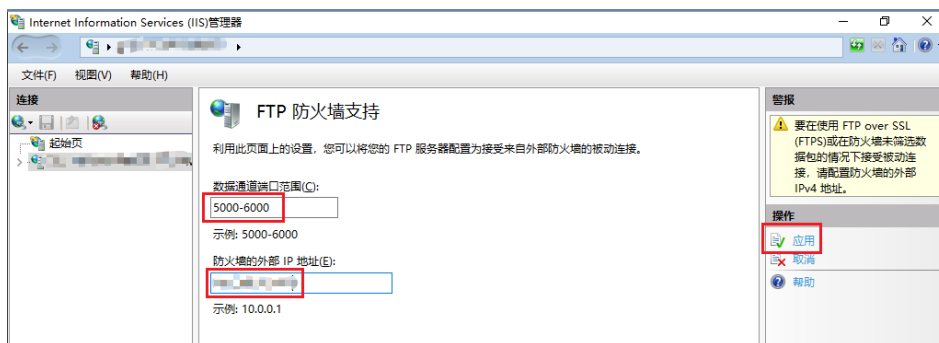 Internet Information Services (IIS)管理器
文件(F) 视图(V) 帮助(H)
连接
起始页
FTP 防火墙支持
利用此页面上的设置，您可以将您的 FTP 服务器配置为接受来自外部防火墙的被动连接。
数据通道端口范围(C):
5000-6000
示例: 5000-6000
防火墙的外部 IP 地址(E):
示例: 10.0.0.1
警报
要在使用 FTP over SSL
(FTPS)或在防火墙未筛选数
据包的情况下接受被动连
接，请配置防火墙的外部
IPv4 地址。
操作
应用
取消
帮助